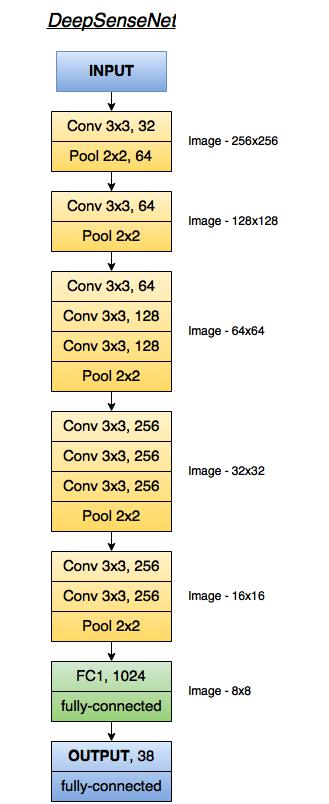 DeepSenseNet
INPUT
Conv 3x3, 32
Pool 2x2, 64
Image - 256x256
Conv 3x3, 64
Pool 2x2
Image - 128x128
Conv 3x3, 64
Conv 3x3, 128
Conv 3x3, 128
Pool 2x2
Image - 64x64
Conv 3x3, 256
Conv 3x3, 256
Conv 3x3, 256
Pool 2x2
Image - 32x32
Conv 3x3, 256
Conv 3x3, 256
Pool 2x2
Image - 16x16
FC1, 1024
fully-connected
Image - 8x8
OUTPUT, 38
fully-connected